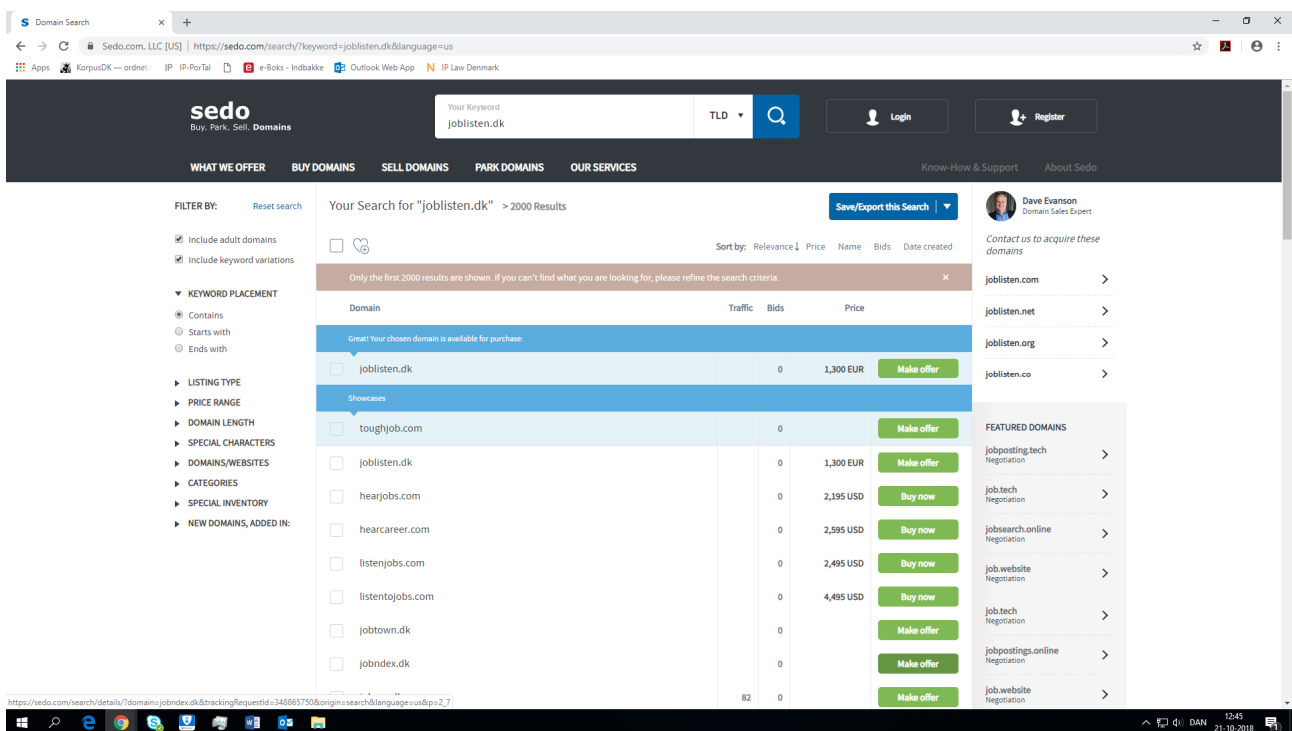 S Domain Search
Sedo.com, LLC [US] | https://sedo.com/search/?keyword=joblisten.dk&language=us
Apps KorpusDK — ordnet. IP IP-PorTal e-Boks - Indbakke Outlook Web App N IP Law Denmark
sedo
Buy. Park. Sell. Domains
Your Keyword
joblisten.dk
TLD
Login
Register
WHAT WE OFFER BUY DOMAINS SELL DOMAINS PARK DOMAINS OUR SERVICES Know-How & Support About Sedo
FILTER BY: Reset search
Include adult domains
Include keyword variations
KEYWORD PLACEMENT
Contains
Starts with
Ends with
LISTING TYPE
PRICE RANGE
DOMAIN LENGTH
SPECIAL CHARACTERS
DOMAINS/WEBSITES
CATEGORIES
SPECIAL INVENTORY
NEW DOMAINS, ADDED IN:
Your Search for "joblisten.dk" > 2000 Results
Save/Export this Search
Sort by: Relevance↓ Price Name Bids Date created
Only the first 2000 results are shown. If you can't find what you are looking for, please refine the search criteria. ×
Domain Traffic Bids Price
Great! Your chosen domain is available for purchase:
joblisten.dk 0 1,300 EUR Make offer
Showcases
toughjob.com 0 Make offer
joblisten.dk 0 1,300 EUR Make offer
hearjobs.com 0 2,195 USD Buy now
hearcareer.com 0 2,595 USD Buy now
listenjobs.com 0 2,495 USD Buy now
listentojobs.com 0 4,495 USD Buy now
jobtown.dk 0 Make offer
jobndex.dk 0 Make offer
82 0 Make offer
Dave Evanson
Domain Sales Expert
Contact us to acquire these
domains
joblisten.com
joblisten.net
joblisten.org
joblisten.co
FEATURED DOMAINS
jobposting.tech
Negotiation
job.tech
Negotiation
jobsearch.online
Negotiation
job.website
Negotiation
job.tech
Negotiation
jobpostings.online
Negotiation
job.website
Negotiation
https://sedo.com/search/details/?domain=jobndex.dk&trackingRequestId=348865750&origin=search&language=us&p=2_7
DAN
12:45
21-10-2018